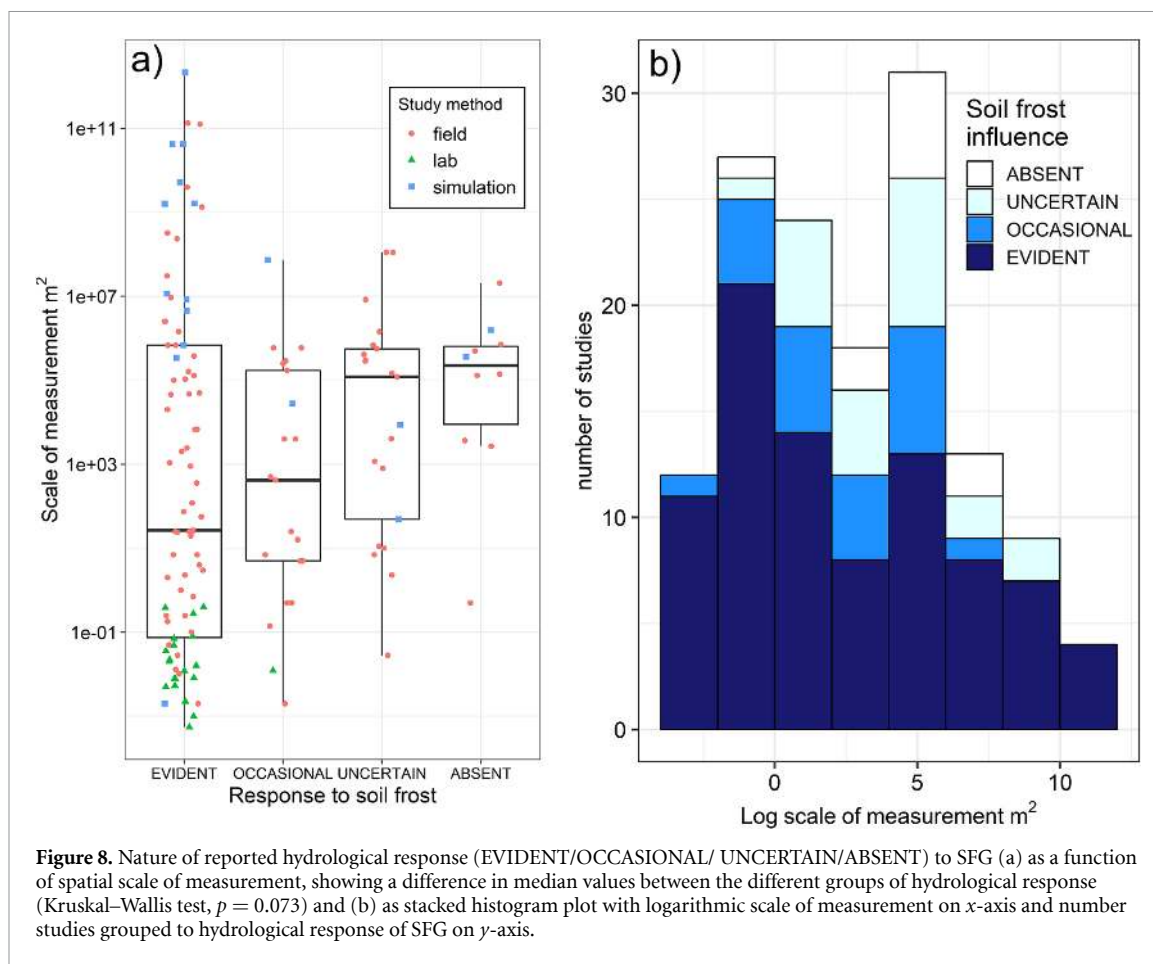 a)
Study method
field
lab
simulation
1e+11
1e+07
1e+03
1e-01
Scale of measurement m²
EVIDENT OCCASIONAL UNCERTAIN ABSENT
Response to soil frost
b)
Soil frost
influence
ABSENT
UNCERTAIN
OCCASIONAL
EVIDENT
30
20
10
0
number of studies
0 5 10
Log scale of measurement m²
Figure 8. Nature of reported hydrological response (EVIDENT/OCCASIONAL/ UNCERTAIN/ABSENT) to SFG (a) as a function
of spatial scale of measurement, showing a difference in median values between the different groups of hydrological response
(Kruskal–Wallis test, p = 0.073) and (b) as stacked histogram plot with logarithmic scale of measurement on x-axis and number
studies grouped to hydrological response of SFG on y-axis.